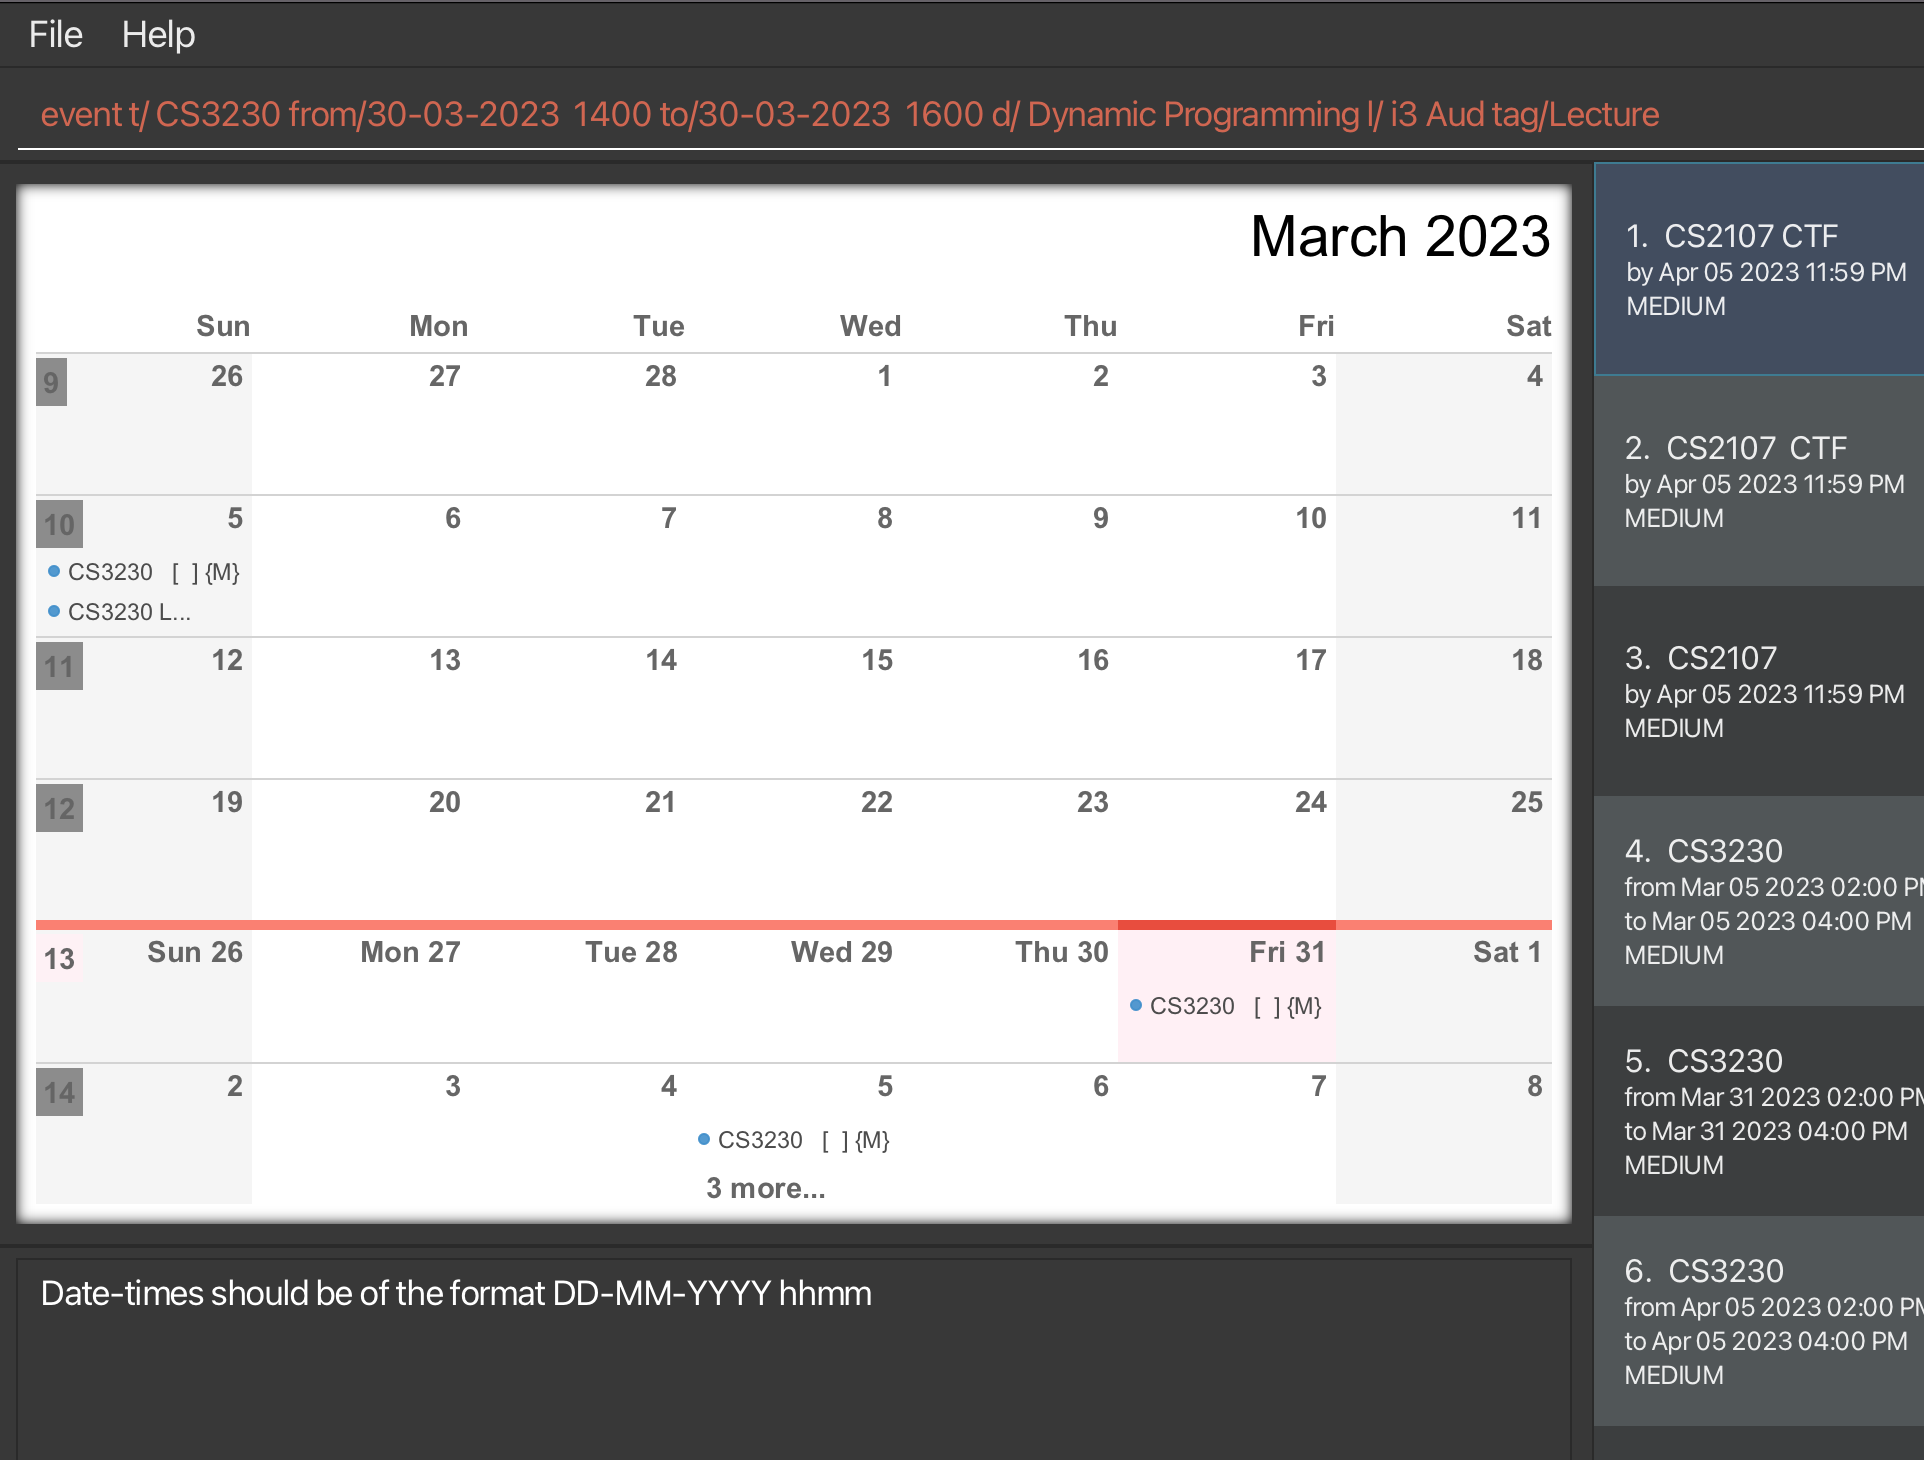 File Help
event t/ CS3230 from/30-03-2023  1400 to/30-03-2023  1600 d/ Dynamic Programming l/ i3 Aud tag/Lecture
March 2023
Sun Mon Tue Wed Thu Fri Sat
9 26 27 28 1 2 3 4
10 5 6 7 8 9 10 11
CS3230 [ ] {M}
CS3230 L...
11 12 13 14 15 16 17 18
12 19 20 21 22 23 24 25
13 Sun 26 Mon 27 Tue 28 Wed 29 Thu 30 Fri 31 Sat 1
CS3230 [ ] {M}
14 2 3 4 5 6 7 8
CS3230 [ ] {M}
3 more...
Date-times should be of the format DD-MM-YYYY hhmm
1. CS2107 CTF
by Apr 05 2023 11:59 PM
MEDIUM
2. CS2107  CTF
by Apr 05 2023 11:59 PM
MEDIUM
3. CS2107
by Apr 05 2023 11:59 PM
MEDIUM
4. CS3230
from Mar 05 2023 02:00 PM
to Mar 05 2023 04:00 PM
MEDIUM
5. CS3230
from Mar 31 2023 02:00 PM
to Mar 31 2023 04:00 PM
MEDIUM
6. CS3230
from Apr 05 2023 02:00 PM
to Apr 05 2023 04:00 PM
MEDIUM